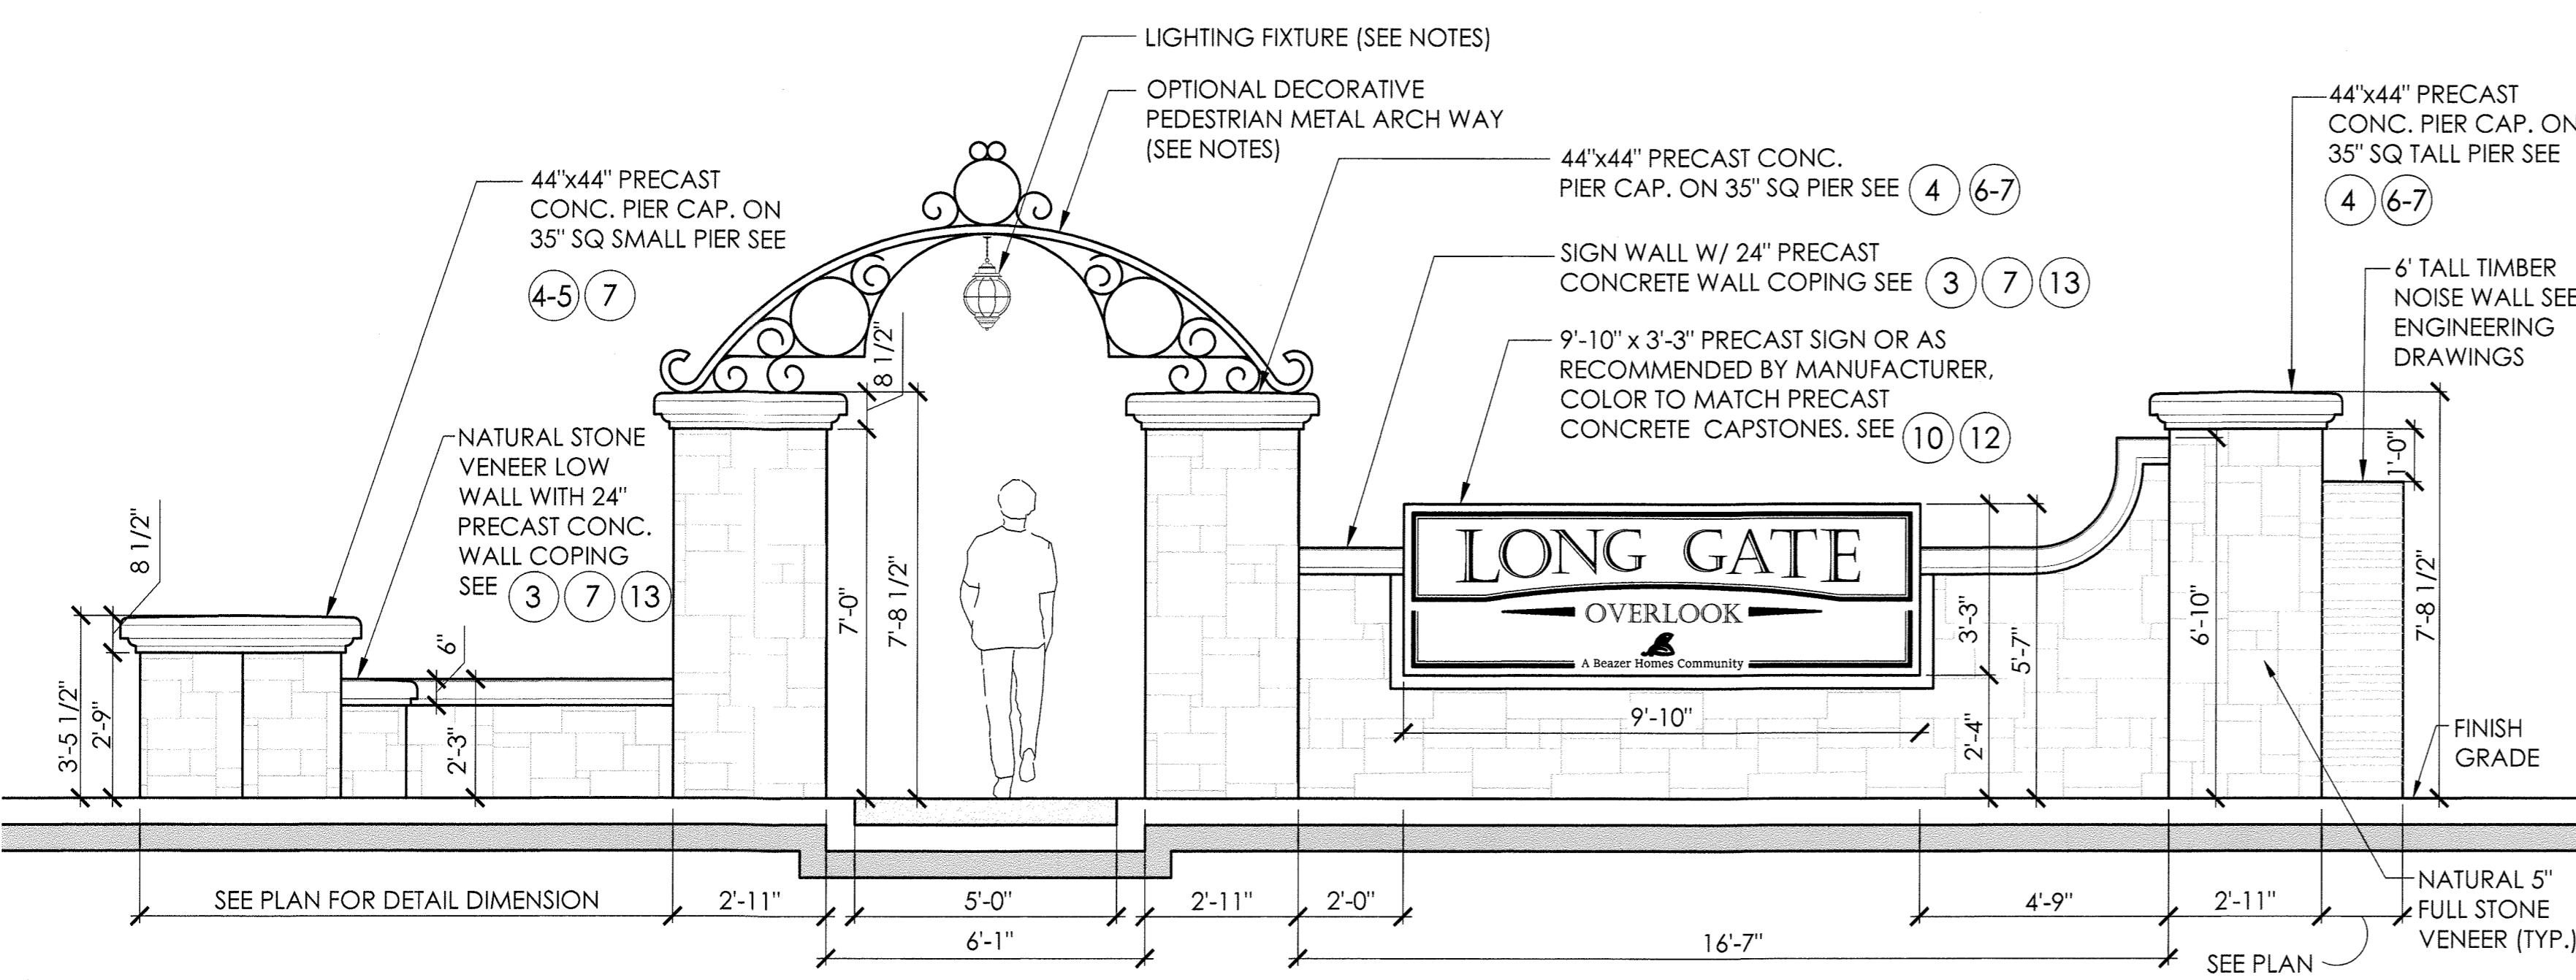 LIGHTING FIXTURE (SEE NOTES)
OPTIONAL DECORATIVE
PEDESTRIAN METAL ARCH WAY
(SEE NOTES)
44"x44" PRECAST
CONC. PIER CAP. ON
35" SQ SMALL PIER SEE
4-5 7
44"x44" PRECAST CONC.
PIER CAP. ON 35" SQ PIER SEE 4 6-7
SIGN WALL W/ 24" PRECAST
CONCRETE WALL COPING SEE 3 7 13
9'-10" x 3'-3" PRECAST SIGN OR AS
RECOMMENDED BY MANUFACTURER,
COLOR TO MATCH PRECAST
CONCRETE CAPSTONES. SEE 10 12
44"x44" PRECAST
CONC. PIER CAP. ON
35" SQ TALL PIER SEE
4 6-7
6' TALL TIMBER
NOISE WALL SEE
ENGINEERING
DRAWINGS
NATURAL STONE
VENEER LOW
WALL WITH 24"
PRECAST CONC.
WALL COPING
SEE 3 7 13
8 1/2"
3'-5 1/2"
2'-9"
6"
2'-3"
8 1/2"
7'-0"
7'-8 1/2"
LONG GATE
OVERLOOK
A Beazer Homes Community
9'-10"
3'-3"
2'-4"
5'-7"
6'-10"
1'-0"
7'-8 1/2"
FINISH
GRADE
NATURAL 5"
FULL STONE
VENEER (TYP.)
SEE PLAN FOR DETAIL DIMENSION
2'-11"
5'-0"
2'-11"
2'-0"
4'-9"
2'-11"
6'-1"
16'-7"
SEE PLAN